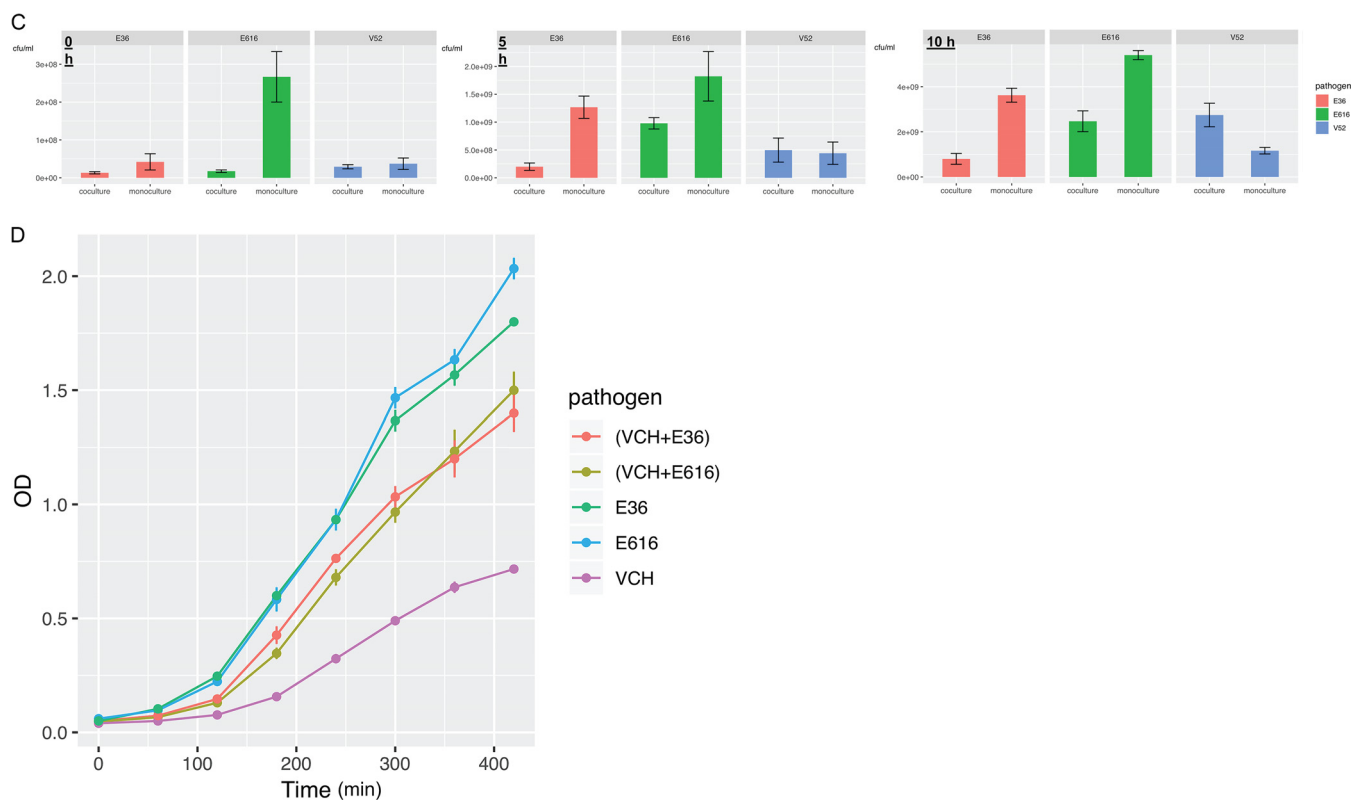 C
cfu/ml
0
h
E36
E616
V52
3e+08
2e+08
1e+08
0e+00
coculture
monoculture
coculture
monoculture
coculture
monoculture
cfu/ml
5
h
E36
E616
V52
2.0e+09
1.5e+09
1.0e+09
5.0e+08
0.0e+00
coculture
monoculture
coculture
monoculture
coculture
monoculture
cfu/ml
10 h
E36
E616
V52
4e+09
2e+09
0e+00
coculture
monoculture
coculture
monoculture
coculture
monoculture
pathogen
E36
E616
V52
D
OD
2.0
1.5
1.0
0.5
0.0
0
100
200
300
400
Time (min)
pathogen
(VCH+E36)
(VCH+E616)
E36
E616
VCH